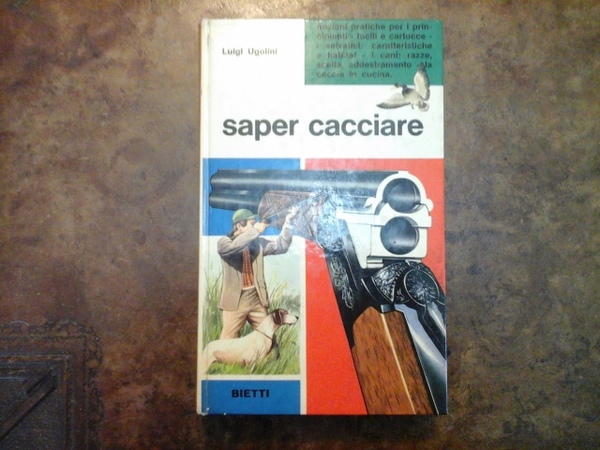 Luigi Ugolini
nozioni pratiche per i prin-
cipianti - fucili e cartucce -
i selvatici: caratteristiche
e habitat - i cani: razze,
scelta, addestramento - la
caccia in cucina.
saper cacciare
BIETTI